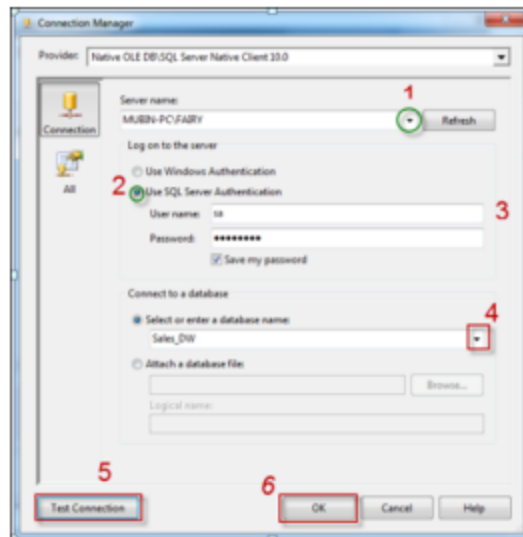 Connection Manager
Provider: Native OLE DB\SQL Server Native Client 10.0
Connection
All
Server name:
1
MUBIN-PC\FAIRY
Refresh
Log on to the server
Use Windows Authentication
2
Use SQL Server Authentication
User name: sa
3
Password: ●●●●●●●●
Save my password
Connect to a database
Select or enter a database name:
4
Sales_DW
Attach a database file:
Browse...
Logical name:
5
6
Test Connection
OK
Cancel
Help